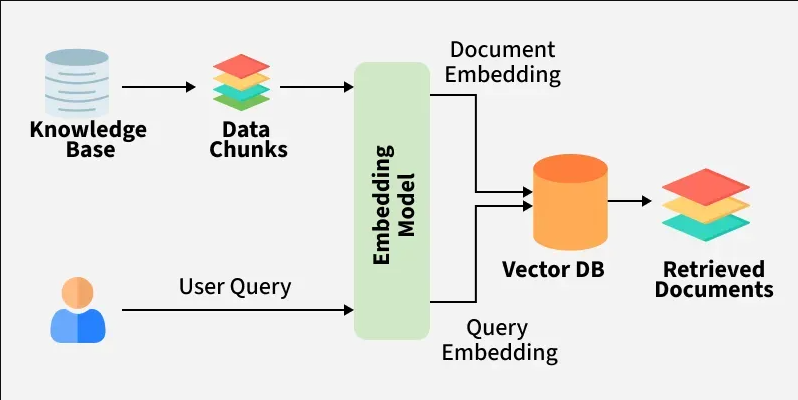 Document
Embedding
Knowledge
Base
Data
Chunks
Embedding
Model
Vector DB
Retrieved
Documents
User Query
Query
Embedding